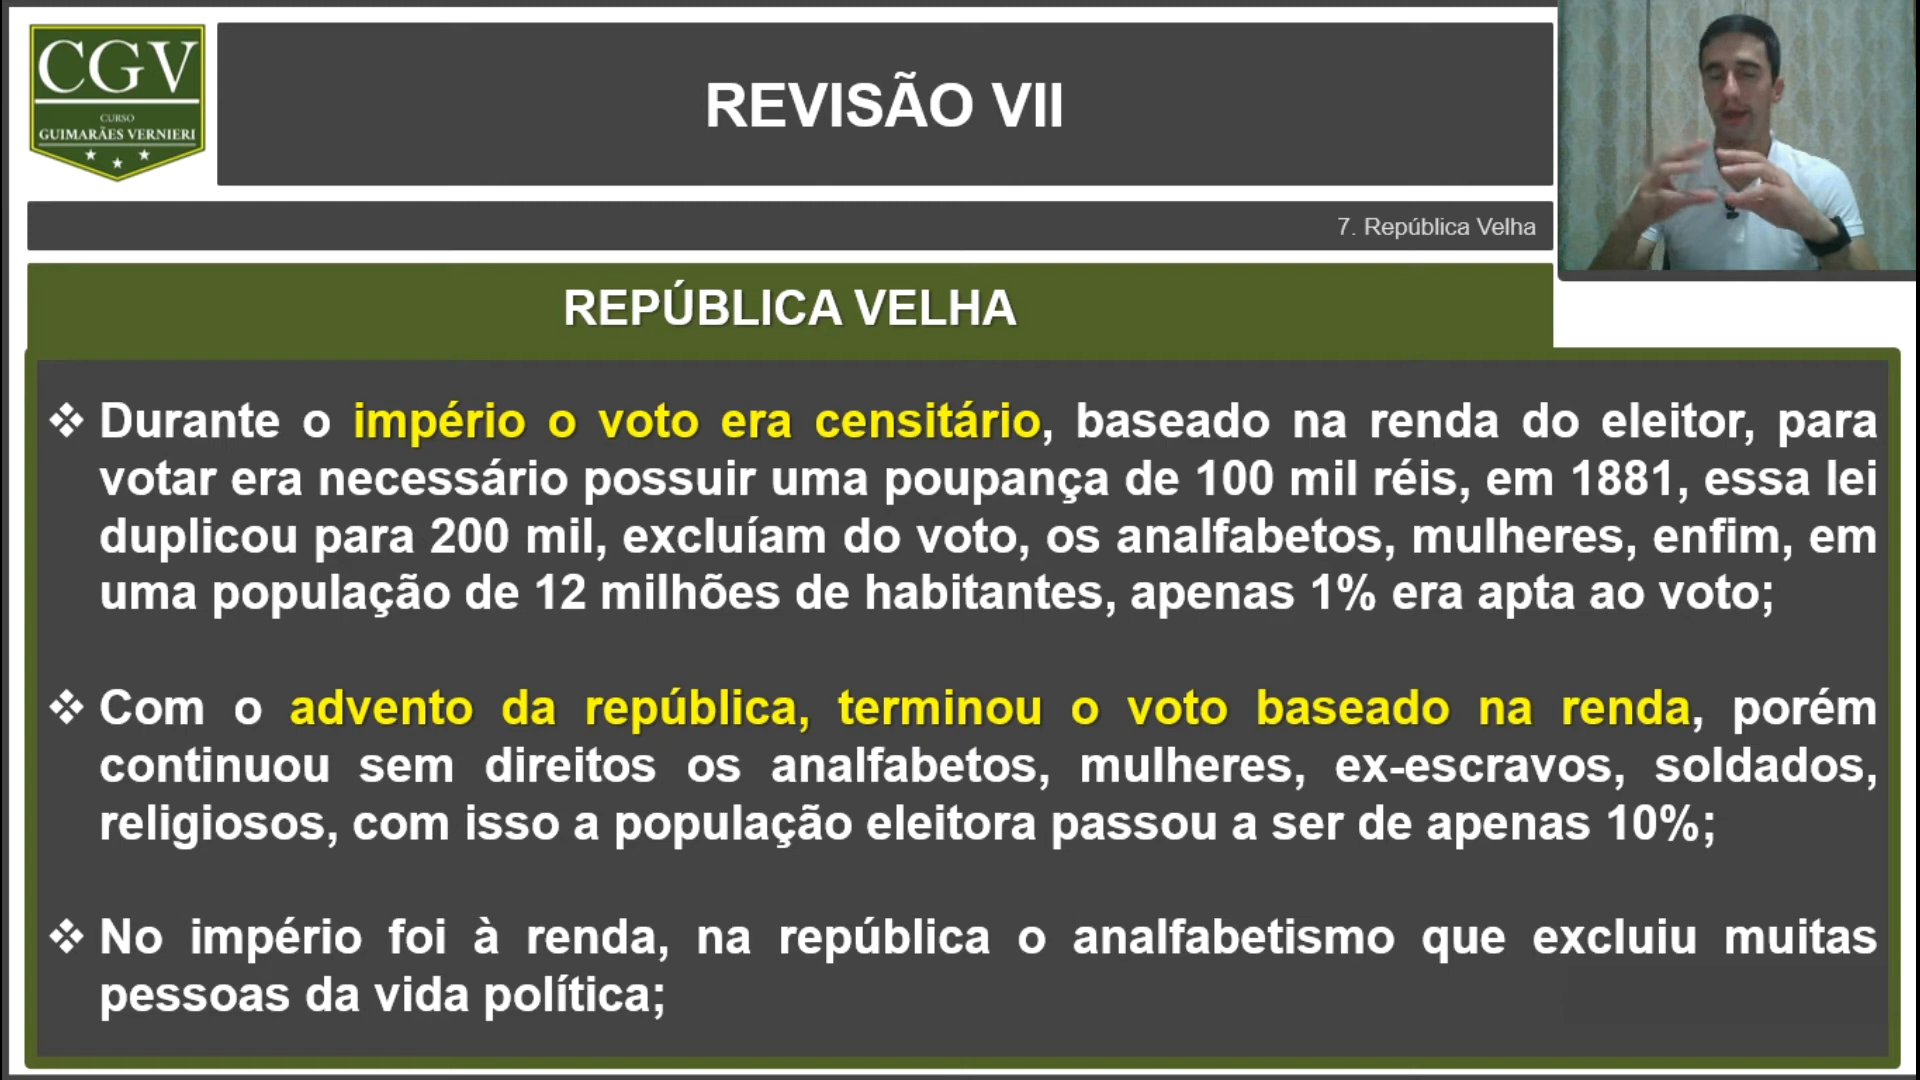 CGV
CURSO
GUIMARÃES VERNIERI
REVISÃO VII
7. República Velha
REPÚBLICA VELHA
❖ Durante o império o voto era censitário, baseado na renda do eleitor, para
votar era necessário possuir uma poupança de 100 mil réis, em 1881, essa lei
duplicou para 200 mil, excluíam do voto, os analfabetos, mulheres, enfim, em
uma população de 12 milhões de habitantes, apenas 1% era apta ao voto;
❖ Com o advento da república, terminou o voto baseado na renda, porém
continuou sem direitos os analfabetos, mulheres, ex-escravos, soldados,
religiosos, com isso a população eleitora passou a ser de apenas 10%;
❖ No império foi à renda, na república o analfabetismo que excluiu muitas
pessoas da vida política;